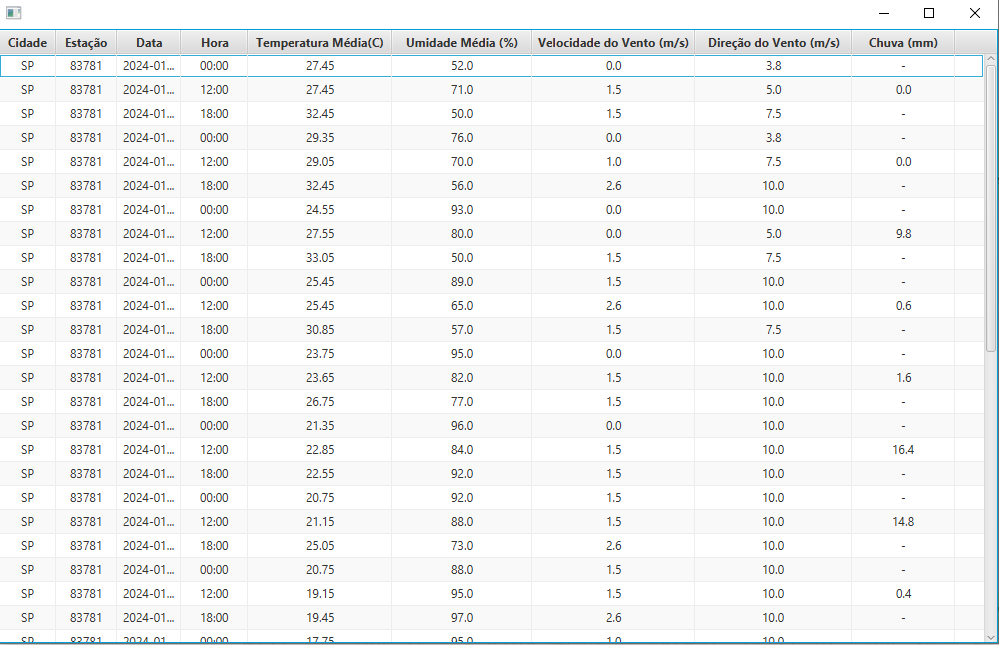 Cidade Estação Data Hora Temperatura Média(C) Umidade Média (%) Velocidade do Vento (m/s) Direção do Vento (m/s) Chuva (mm)
SP 83781 2024-01... 00:00 27.45 52.0 0.0 3.8 -
SP 83781 2024-01... 12:00 27.45 71.0 1.5 5.0 0.0
SP 83781 2024-01... 18:00 32.45 50.0 1.5 7.5 -
SP 83781 2024-01... 00:00 29.35 76.0 0.0 3.8 -
SP 83781 2024-01... 12:00 29.05 70.0 1.0 7.5 0.0
SP 83781 2024-01... 18:00 32.45 56.0 2.6 10.0 -
SP 83781 2024-01... 00:00 24.55 93.0 0.0 10.0 -
SP 83781 2024-01... 12:00 27.55 80.0 0.0 5.0 9.8
SP 83781 2024-01... 18:00 33.05 50.0 1.5 7.5 -
SP 83781 2024-01... 00:00 25.45 89.0 1.5 10.0 -
SP 83781 2024-01... 12:00 25.45 65.0 2.6 10.0 0.6
SP 83781 2024-01... 18:00 30.85 57.0 1.5 7.5 -
SP 83781 2024-01... 00:00 23.75 95.0 0.0 10.0 -
SP 83781 2024-01... 12:00 23.65 82.0 1.5 10.0 1.6
SP 83781 2024-01... 18:00 26.75 77.0 1.5 10.0 -
SP 83781 2024-01... 00:00 21.35 96.0 0.0 10.0 -
SP 83781 2024-01... 12:00 22.85 84.0 1.5 10.0 16.4
SP 83781 2024-01... 18:00 22.55 92.0 1.5 10.0 -
SP 83781 2024-01... 00:00 20.75 92.0 1.5 10.0 -
SP 83781 2024-01... 12:00 21.15 88.0 1.5 10.0 14.8
SP 83781 2024-01... 18:00 25.05 73.0 2.6 10.0 -
SP 83781 2024-01... 00:00 20.75 88.0 1.5 10.0 -
SP 83781 2024-01... 12:00 19.15 95.0 1.5 10.0 0.4
SP 83781 2024-01... 18:00 19.45 97.0 2.6 10.0 -
SP 83781 2024-01... 00:00 17.75 95.0 1.0 10.0